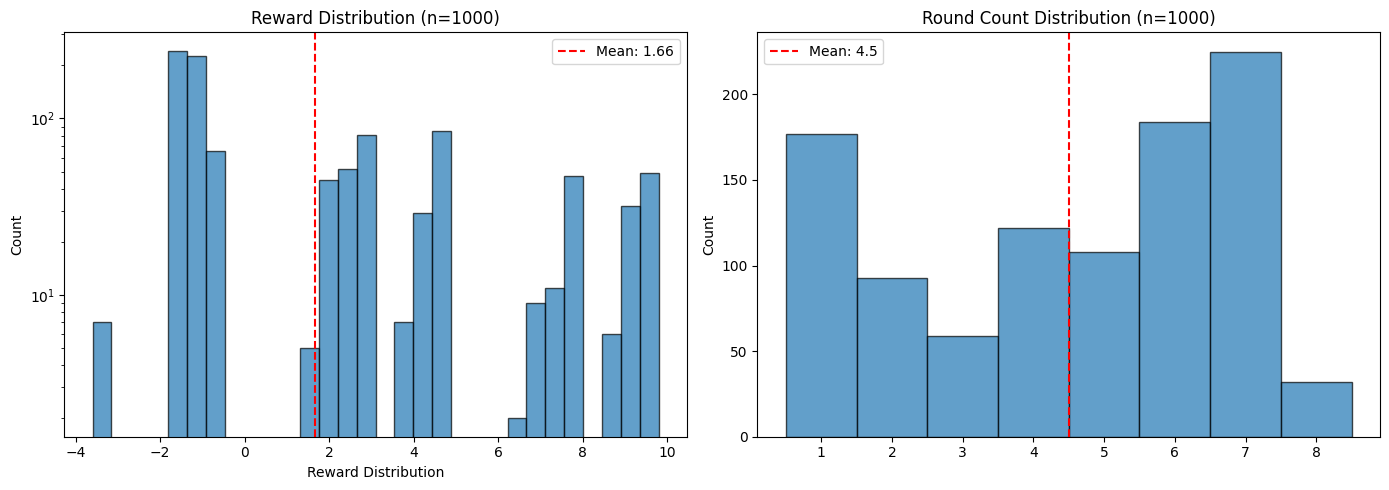 Reward Distribution (n=1000)
Mean: 1.66
Count
10²
10¹
−4 −2 0 2 4 6 8 10
Reward Distribution
Round Count Distribution (n=1000)
Mean: 4.5
Count
200
150
100
50
0
1 2 3 4 5 6 7 8